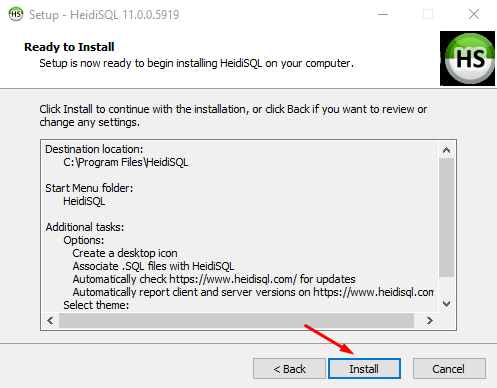 Setup - HeidiSQL 11.0.0.5919
Ready to Install
Setup is now ready to begin installing HeidiSQL on your computer.
HS
Click Install to continue with the installation, or click Back if you want to review or
change any settings.
Destination location:
C:\Program Files\HeidiSQL
Start Menu folder:
HeidiSQL
Additional tasks:
Options:
Create a desktop icon
Associate .SQL files with HeidiSQL
Automatically check https://www.heidisql.com/ for updates
Automatically report client and server versions on https://www.heidisql.com
Select theme:
< Back
Install
Cancel